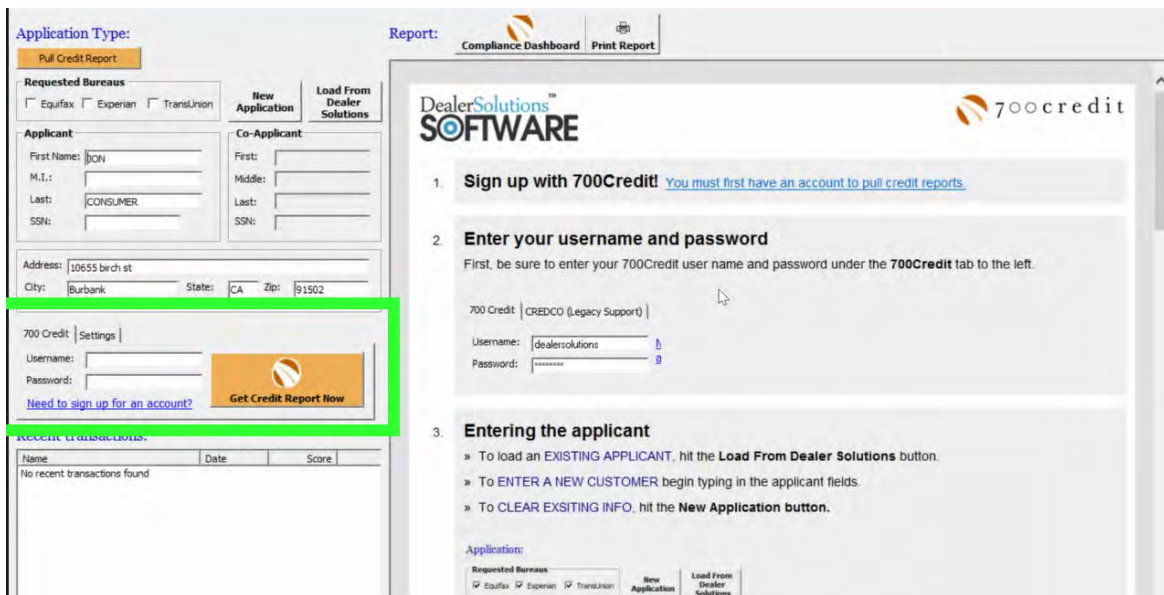 Application Type:
Pull Credit Report
Requested Bureaus
Equifax Experian TransUnion
New Application
Load From Dealer Solutions
Applicant
First Name: JON
M.I.:
Last: CONSUMER
SSN:
Co-Applicant
First:
Middle:
Last:
SSN:
Address: 10655 birch st
City: Burbank State: CA Zip: 91502
700 Credit Settings
Username:
Password:
Need to sign up for an account?
Get Credit Report Now
Recent transactions:
Name Date Score
No recent transactions found
Report:
Compliance Dashboard Print Report
DealerSolutions™
SOFTWARE
700credit
1. Sign up with 700Credit! You must first have an account to pull credit reports.
2. Enter your username and password
First, be sure to enter your 700Credit user name and password under the 700Credit tab to the left.
700 Credit CREDCO (Legacy Support)
Username: dealersolutions N
Password: ******** a
3. Entering the applicant
» To load an EXISTING APPLICANT, hit the Load From Dealer Solutions button.
» To ENTER A NEW CUSTOMER begin typing in the applicant fields.
» To CLEAR EXSITING INFO, hit the New Application button.
Application:
Requested Bureaus
Equifax Experian TransUnion
New Application
Load From Dealer Solutions